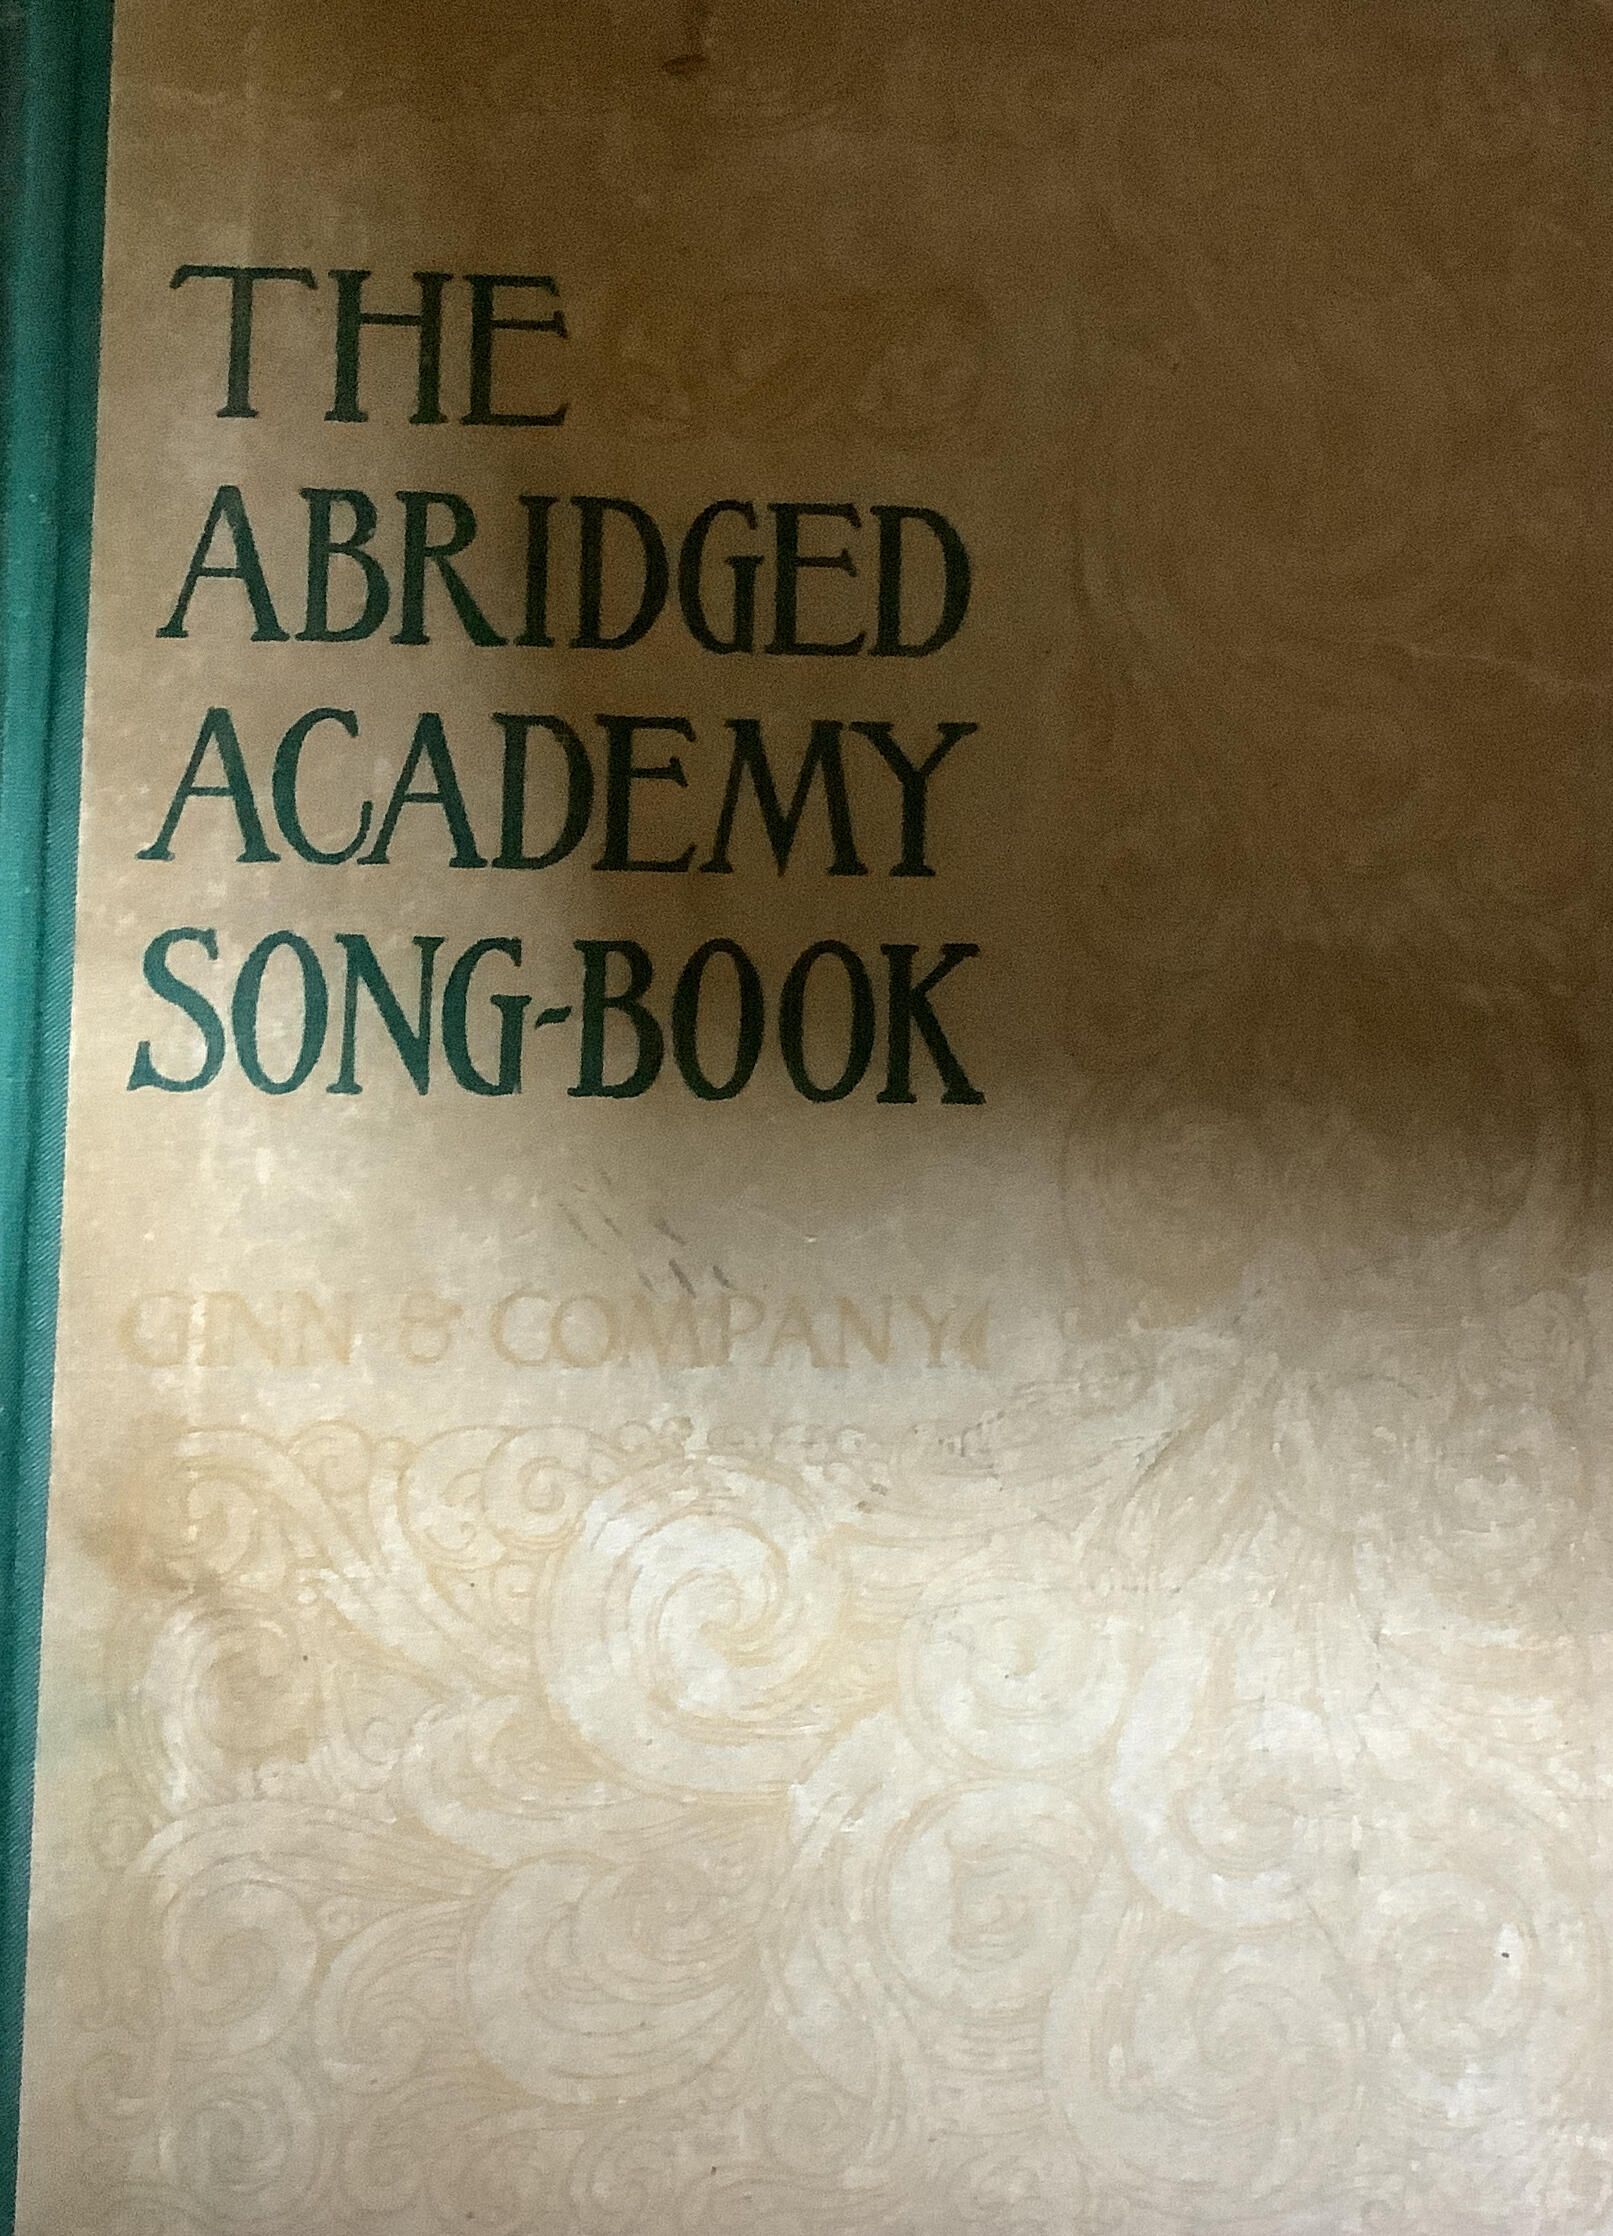 THE
ABRIDGED
ACADEMY
SONG-BOOK
GINN & COMPANY